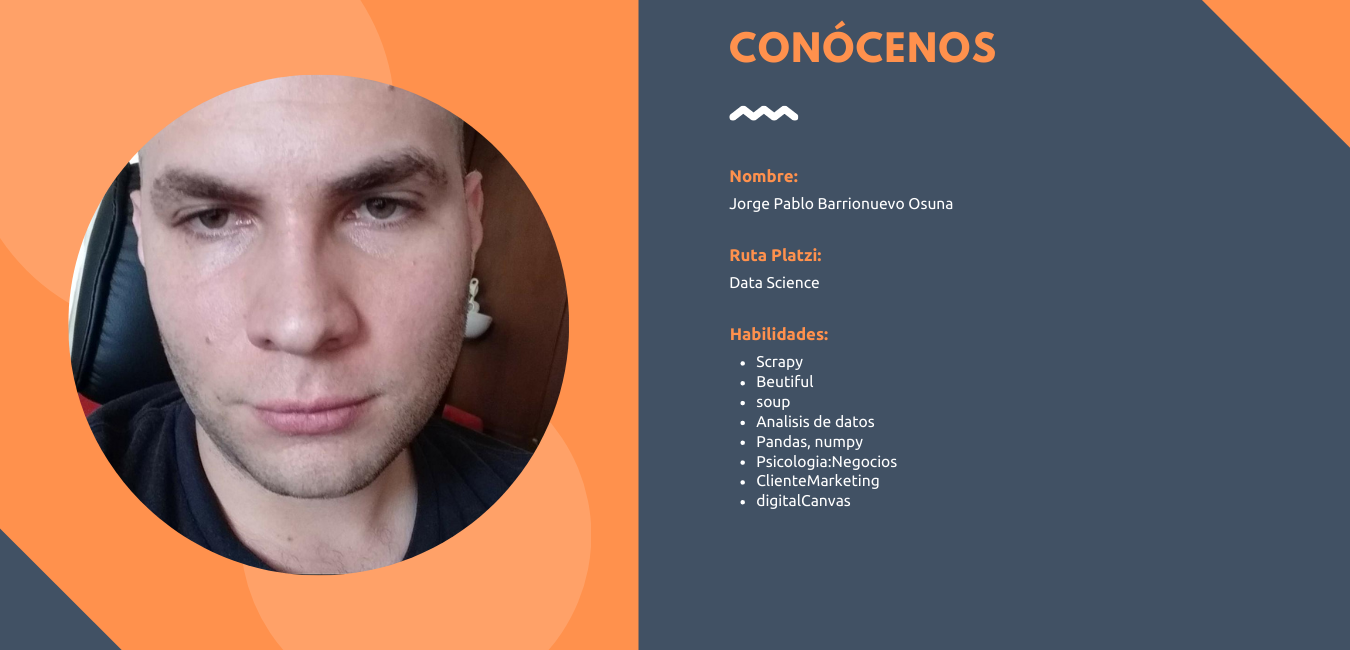 CONÓCENOS
Nombre:
Jorge Pablo Barrionuevo Osuna
Ruta Platzi:
Data Science
Habilidades:
• Scrapy
• Beutiful
• soup
• Analisis de datos
• Pandas, numpy
• Psicologia:Negocios
• ClienteMarketing
• digitalCanvas